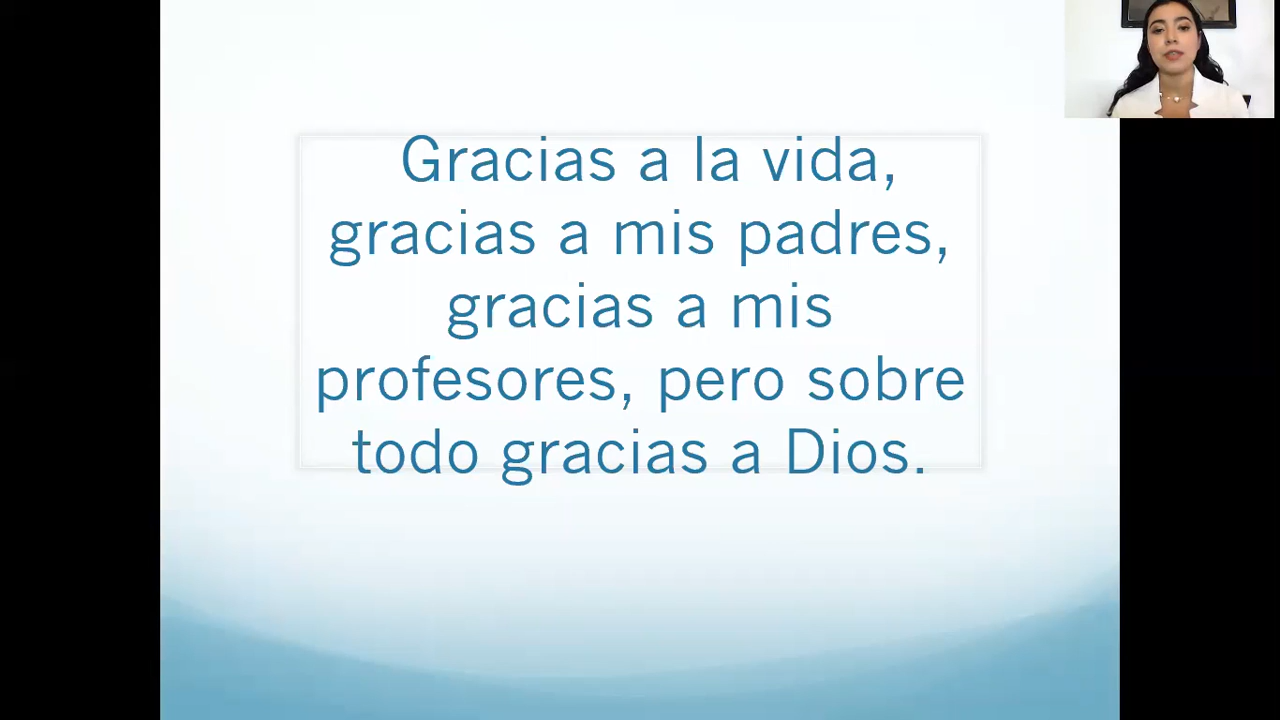 Gracias a la vida,
gracias a mis padres,
gracias a mis
profesores, pero sobre
todo gracias a Dios.